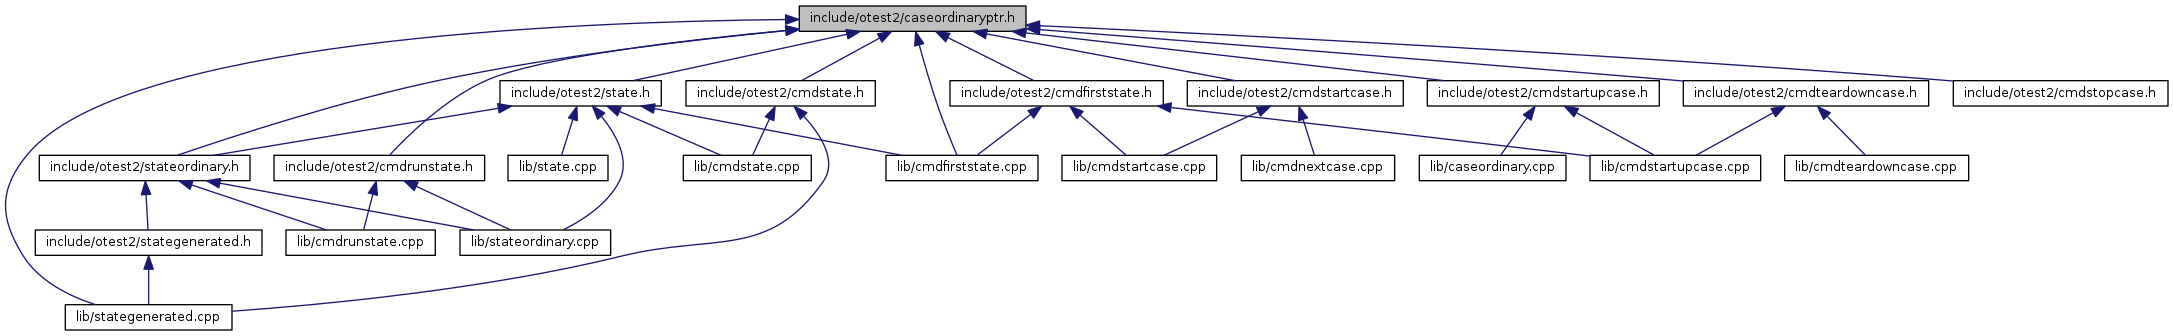 include/otest2/caseordinaryptr.h
include/otest2/state.h
include/otest2/cmdstate.h
include/otest2/cmdfirststate.h
include/otest2/cmdstartcase.h
include/otest2/cmdstartupcase.h
include/otest2/cmdteardowncase.h
include/otest2/cmdstopcase.h
include/otest2/stateordinary.h
include/otest2/cmdrunstate.h
lib/state.cpp
lib/cmdstate.cpp
lib/cmdfirststate.cpp
lib/cmdstartcase.cpp
lib/cmdnextcase.cpp
lib/caseordinary.cpp
lib/cmdstartupcase.cpp
lib/cmdteardowncase.cpp
include/otest2/stategenerated.h
lib/cmdrunstate.cpp
lib/stateordinary.cpp
lib/stategenerated.cpp